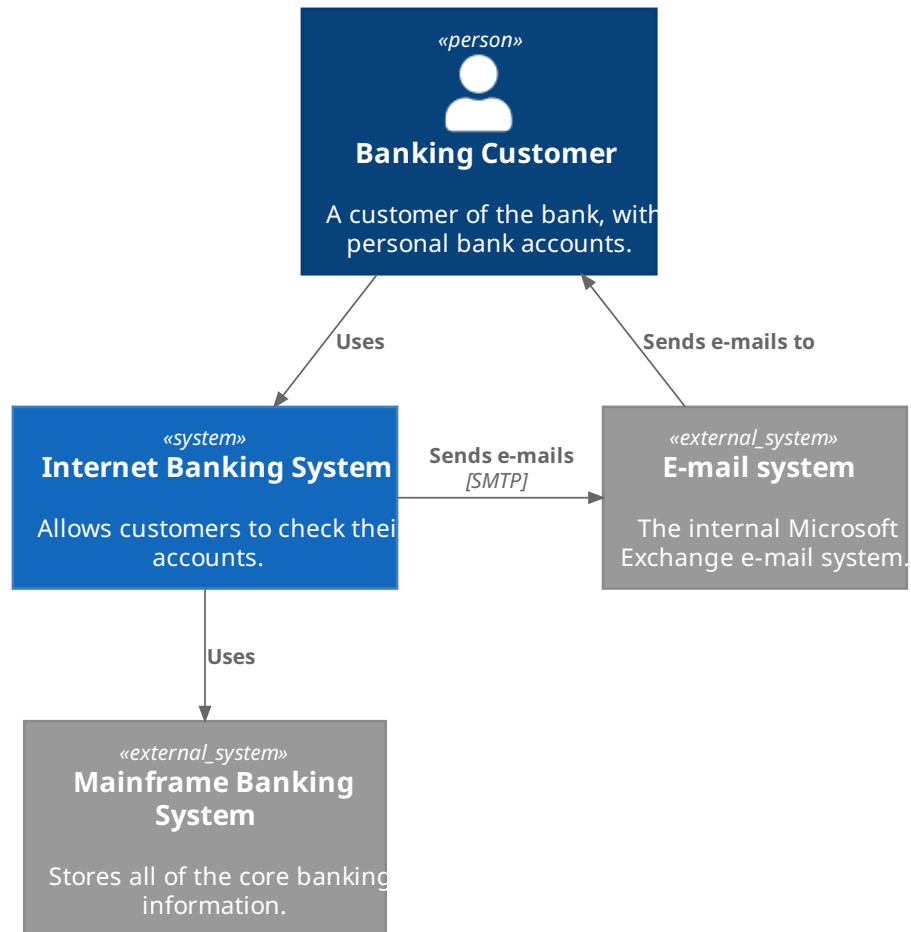 «person»
Banking Customer
A customer of the bank, with
personal bank accounts.
Uses
Sends e-mails to
«system»
Internet Banking System
Allows customers to check thei
accounts.
Sends e-mails
[SMTP]
«external_system»
E-mail system
The internal Microsoft
Exchange e-mail system.
Uses
«external_system»
Mainframe Banking
System
Stores all of the core banking
information.